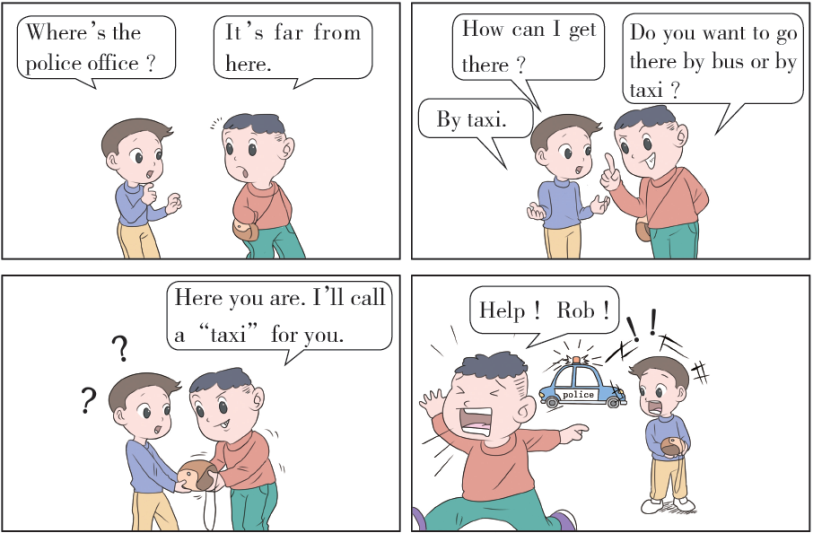 Where's the
police office ?
It's far from
here.
How can I get
there ?
Do you want to go
there by bus or by
taxi ?
By taxi.
Here you are. I'll call
a “taxi” for you.
? 
?
Help ! Rob !
! !
police